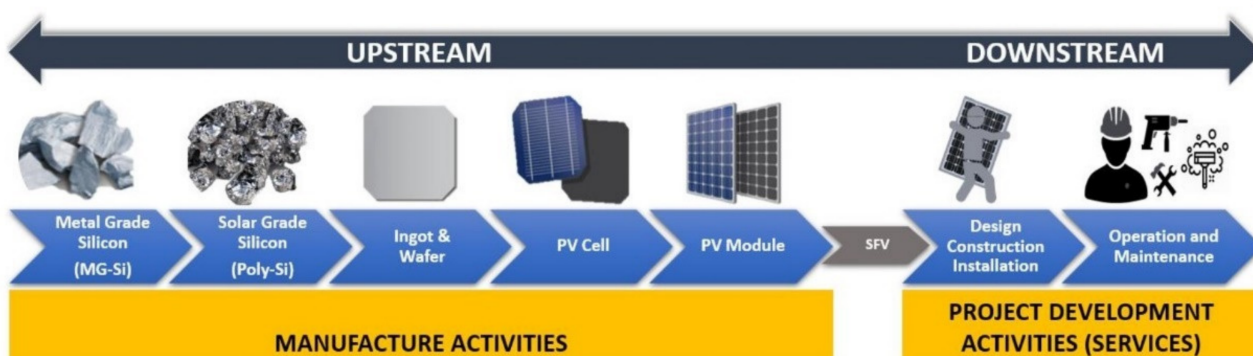 UPSTREAM
DOWNSTREAM
Metal Grade
Silicon
(MG-Si)
Solar Grade
Silicon
(Poly-Si)
Ingot &
Wafer
PV Cell
PV Module
SFV
Design
Construction
Installation
Operation and
Maintenance
MANUFACTURE ACTIVITIES
PROJECT DEVELOPMENT
ACTIVITIES (SERVICES)